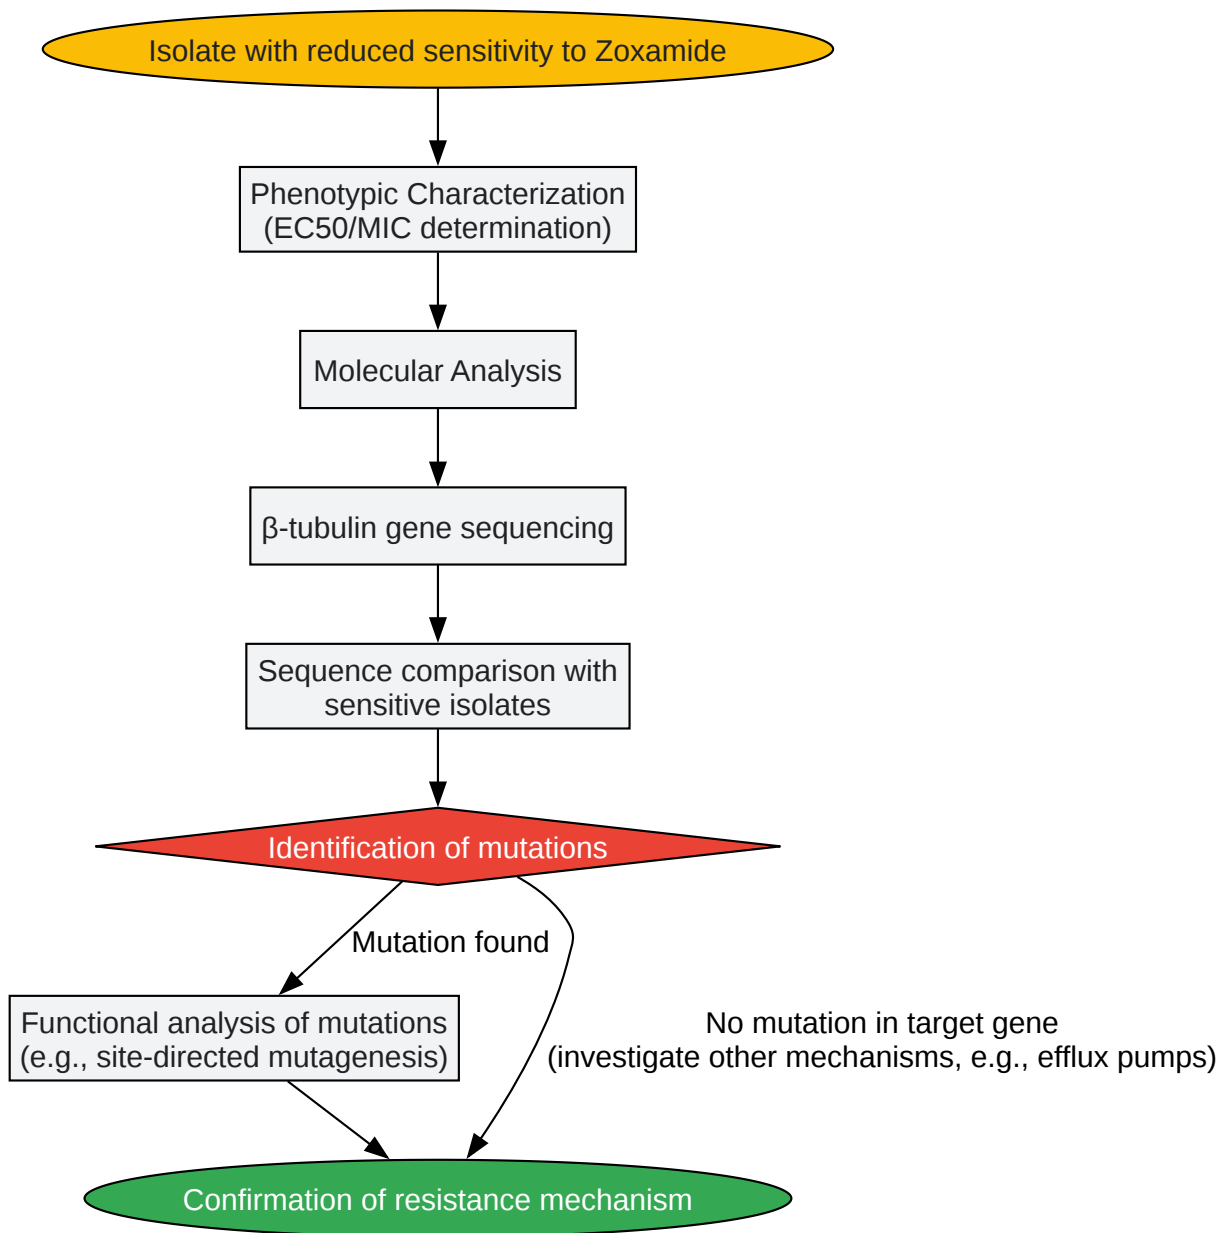 Isolate with reduced sensitivity to Zoxamide
Phenotypic Characterization
(EC50/MIC determination)
Molecular Analysis
β-tubulin gene sequencing
Sequence comparison with
sensitive isolates
Identification of mutations
Mutation found
Functional analysis of mutations
(e.g., site-directed mutagenesis)
No mutation in target gene
(investigate other mechanisms, e.g., efflux pumps)
Confirmation of resistance mechanism